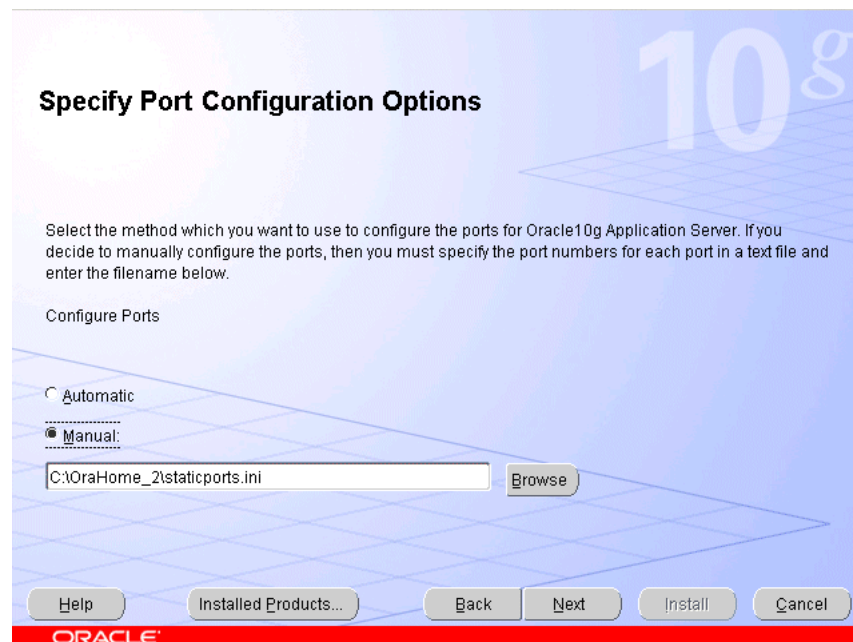 10g
Specify Port Configuration Options
Select the method which you want to use to configure the ports for Oracle10g Application Server. If you
decide to manually configure the ports, then you must specify the port numbers for each port in a text file and
enter the filename below.
Configure Ports
Automatic
Manual:
C:\OraHome_2\staticports.ini
Browse
Help
Installed Products...
Back
Next
Install
Cancel
ORACLE